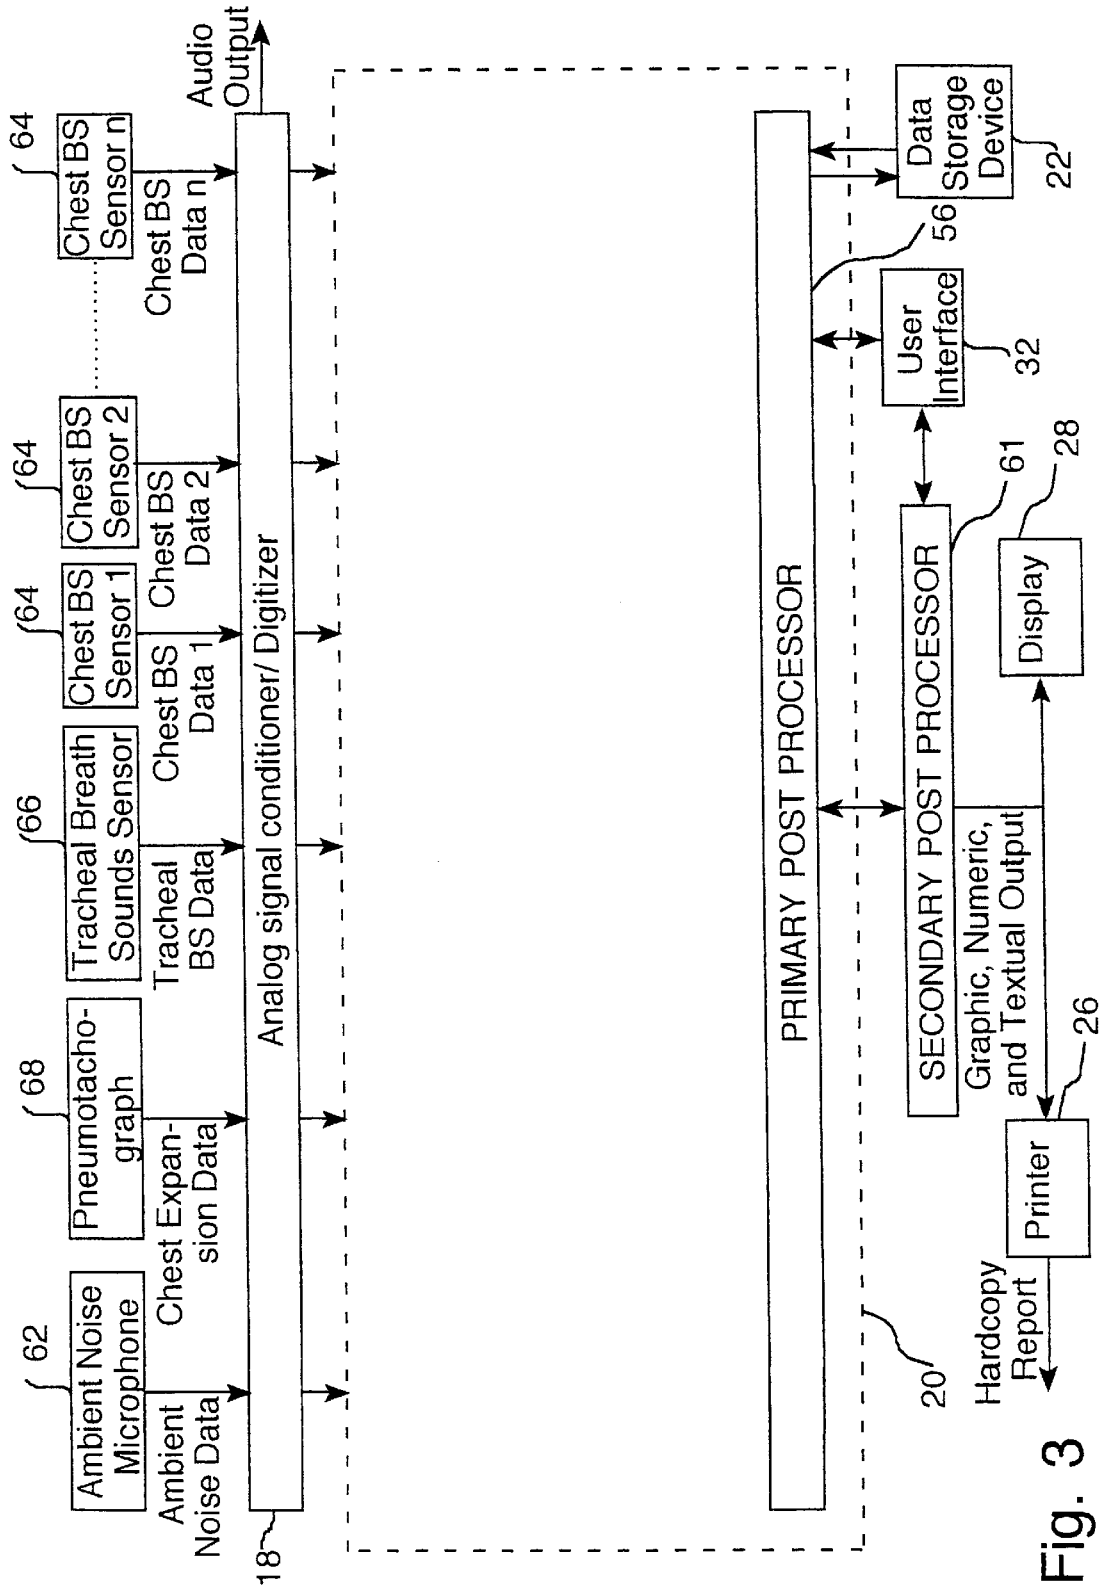 62
68
66
64
64
64
Ambient Noise
Microphone
Pneumotacho-
graph
Tracheal Breath
Sounds Sensor
Chest BS
Sensor 1
Chest BS
Sensor 2
Chest BS
Sensor n
Ambient
Noise Data
Chest Expan-
sion Data
Tracheal
BS Data
Chest BS
Data 1
Chest BS
Data 2
Chest BS
Data n
Audio
Output
18
Analog signal conditioner/ Digitizer
PRIMARY POST PROCESSOR
56
20
SECONDARY POST PROCESSOR
61
User
Interface
32
Data
Storage
Device
22
Graphic, Numeric,
and Textual Output
Hardcopy
Report
Printer
26
Display
28
Fig. 3